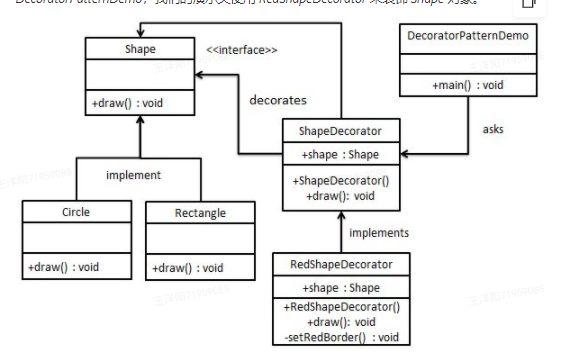 DecoratorPatternDemo，我们的演示类使用 RedShapeDecorator 来装饰 Shape 对象。
Shape
<<interface>>
+draw() : void
DecoratorPatternDemo
+main() : void
decorates
asks
ShapeDecorator
+shape : Shape
+ShapeDecorator()
+draw(): void
implement
Circle
+draw() : void
Rectangle
+draw() : void
implements
RedShapeDecorator
+shape : Shape
+RedShapeDecorator()
+draw(): void
-setRedBorder() : void